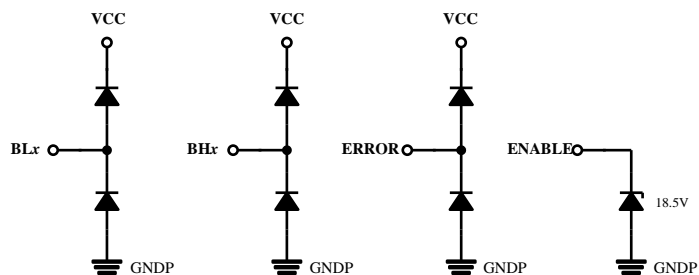 VCC VCC VCC
BLx BHx ERROR ENABLE
18.5V
GNDP GNDP GNDP GNDP